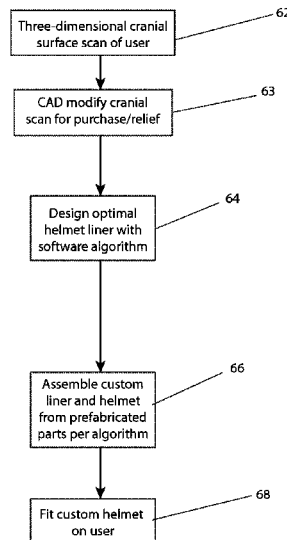 Three-dimensional cranial
surface scan of user
62
CAD modify cranial
scan for purchase/relief
63
Design optimal
helmet liner with
software algorithm
64
Assemble custom
liner and helmet
from prefabricated
parts per algorithm
66
Fit custom helmet
on user
68